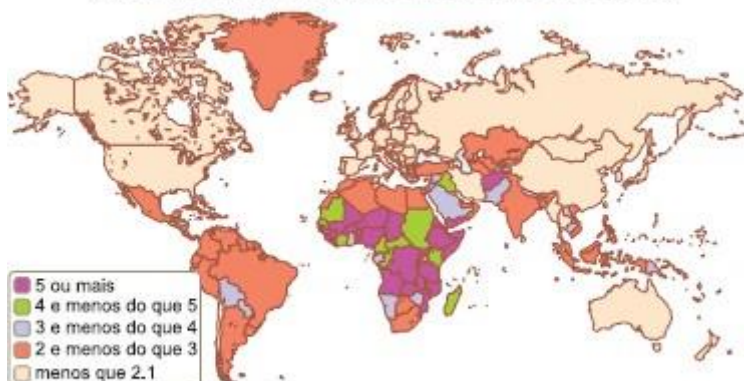 5 ou mais
4 e menos do que 5
3 e menos do que 4
2 e menos do que 3
menos que 2.1